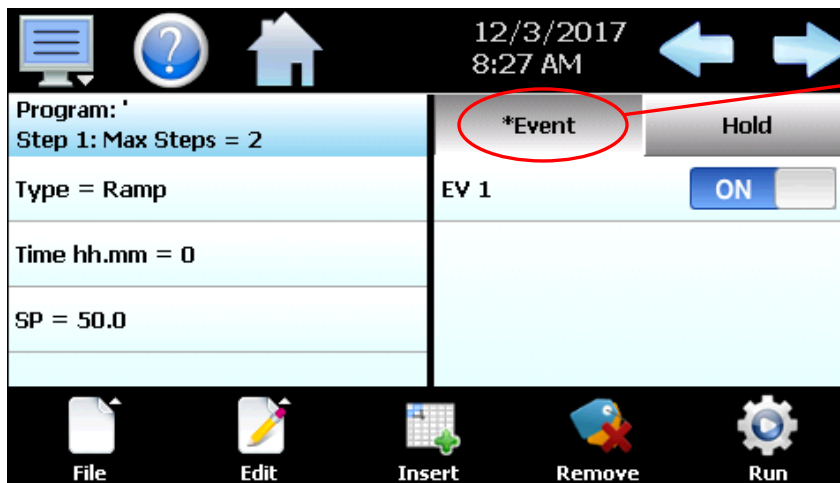 ?
12/3/2017
8:27 AM
Program: '
Step 1: Max Steps = 2
*Event
Hold
Type = Ramp
EV 1
ON
Time hh.mm = 0
SP = 50.0
File
Edit
Insert
Remove
Run